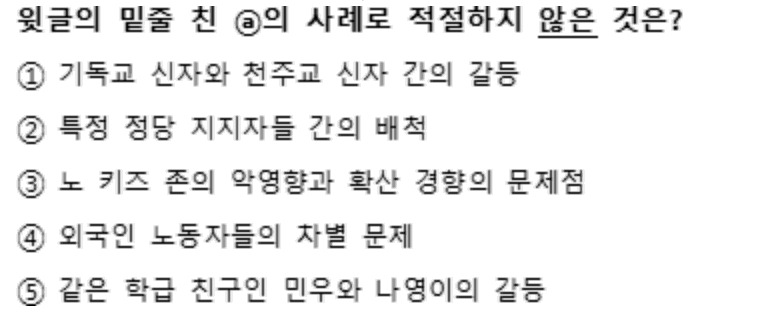 윗글의 밑줄 친 ⓐ의 사례로 적절하지 않은 것은?
① 기독교 신자와 천주교 신자 간의 갈등
② 특정 정당 지지자들 간의 배척
③ 노 키즈 존의 악영향과 확산 경향의 문제점
④ 외국인 노동자들의 차별 문제
⑤ 같은 학급 친구인 민우와 나영이의 갈등